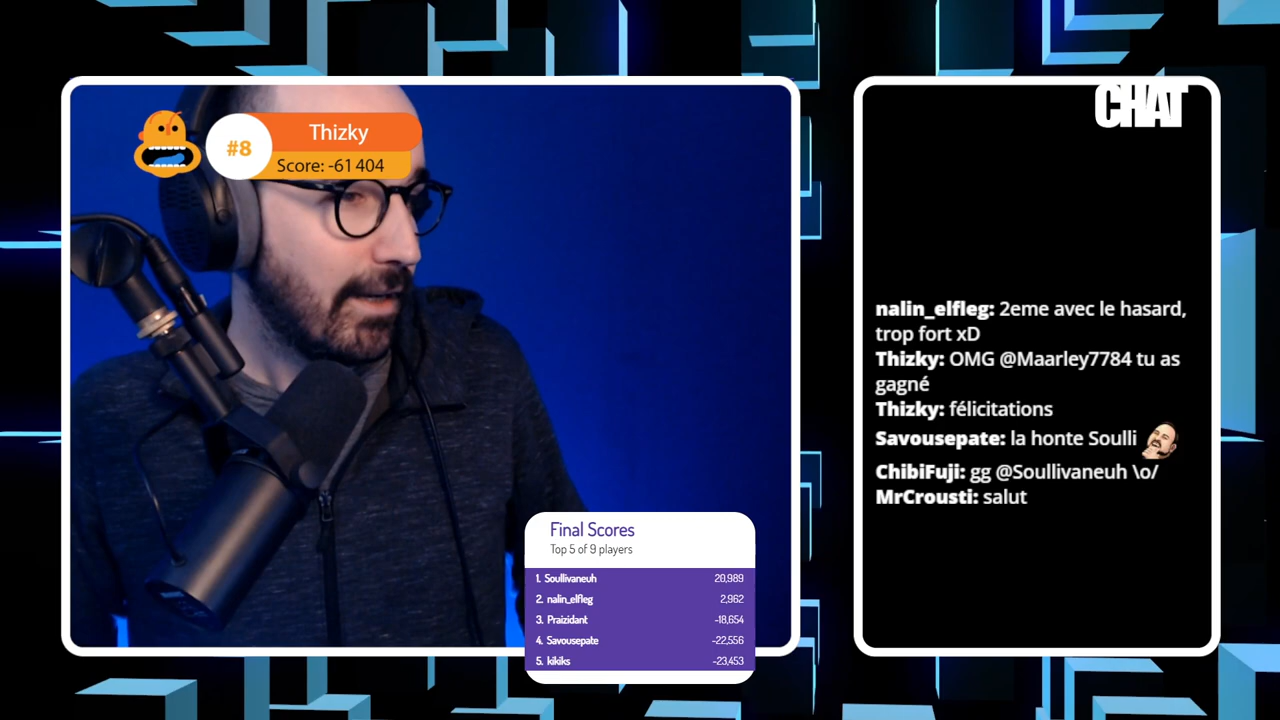 Thizky
#8
Score: -61 404
CHAT
nalin_elfleg: 2eme avec le hasard,
trop fort xD
Thizky: OMG @Maarley7784 tu as
gagné
Thizky: félicitations
Savousepate: la honte Soulli
ChibiFuji: gg @Soullivaneuh \o/
MrCrousti: salut
Final Scores
Top 5 of 9 players
1. Soullivaneuh 20,989
2. nalin_elfleg 2,962
3. Praizidant -18,654
4. Savousepate -22,556
5. kikiks -23,453